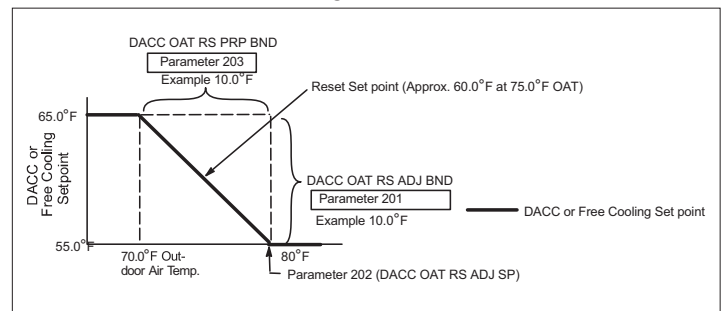 DACC OAT RS PRP BND
Parameter 203
Example 10.0°F
Reset Set point (Approx. 60.0°F at 75.0°F OAT)
65.0°F
DACC or
Free Cooling
Setpoint
DACC OAT RS ADJ BND
Parameter 201
Example 10.0°F
DACC or Free Cooling Set point
55.0°F
70.0°F Out-
door Air Temp.
80°F
Parameter 202 (DACC OAT RS ADJ SP)